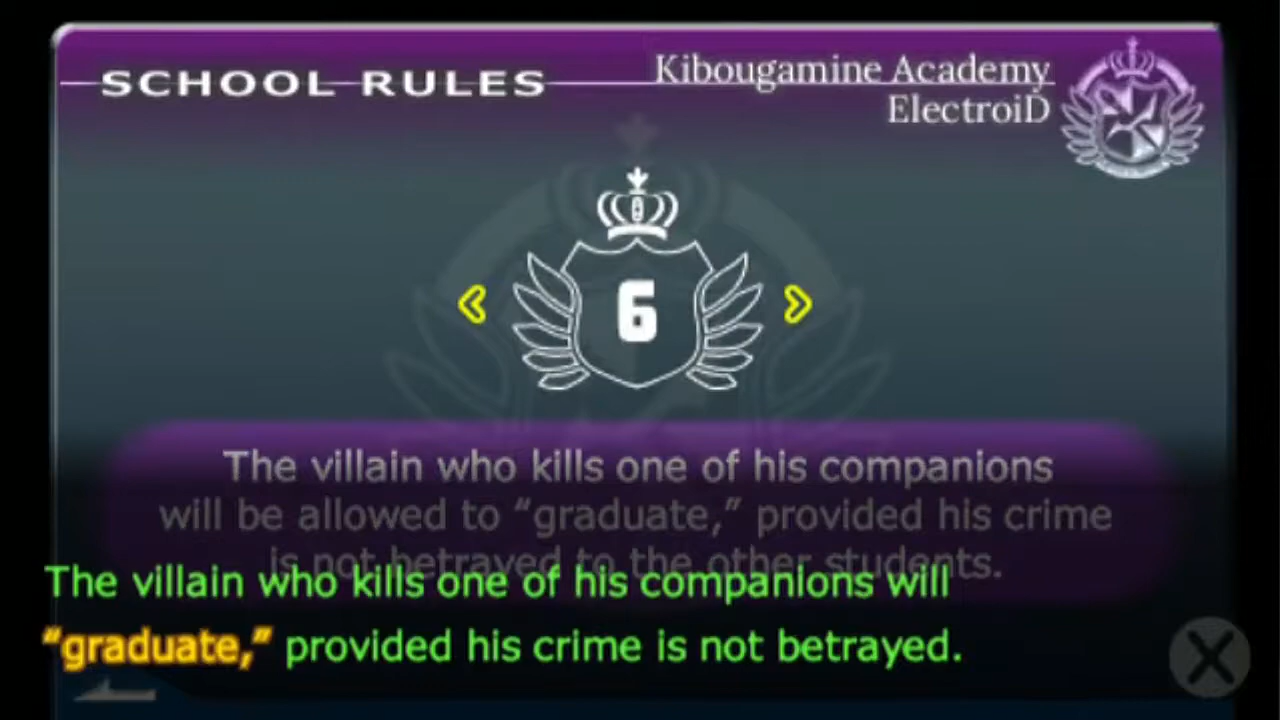 SCHOOL RULES
Kibougamine Academy
ElectroiD
6
The villain who kills one of his companions
will be allowed to “graduate,” provided his crime
is not betrayed to the other students.
The villain who kills one of his companions will
“graduate,” provided his crime is not betrayed.